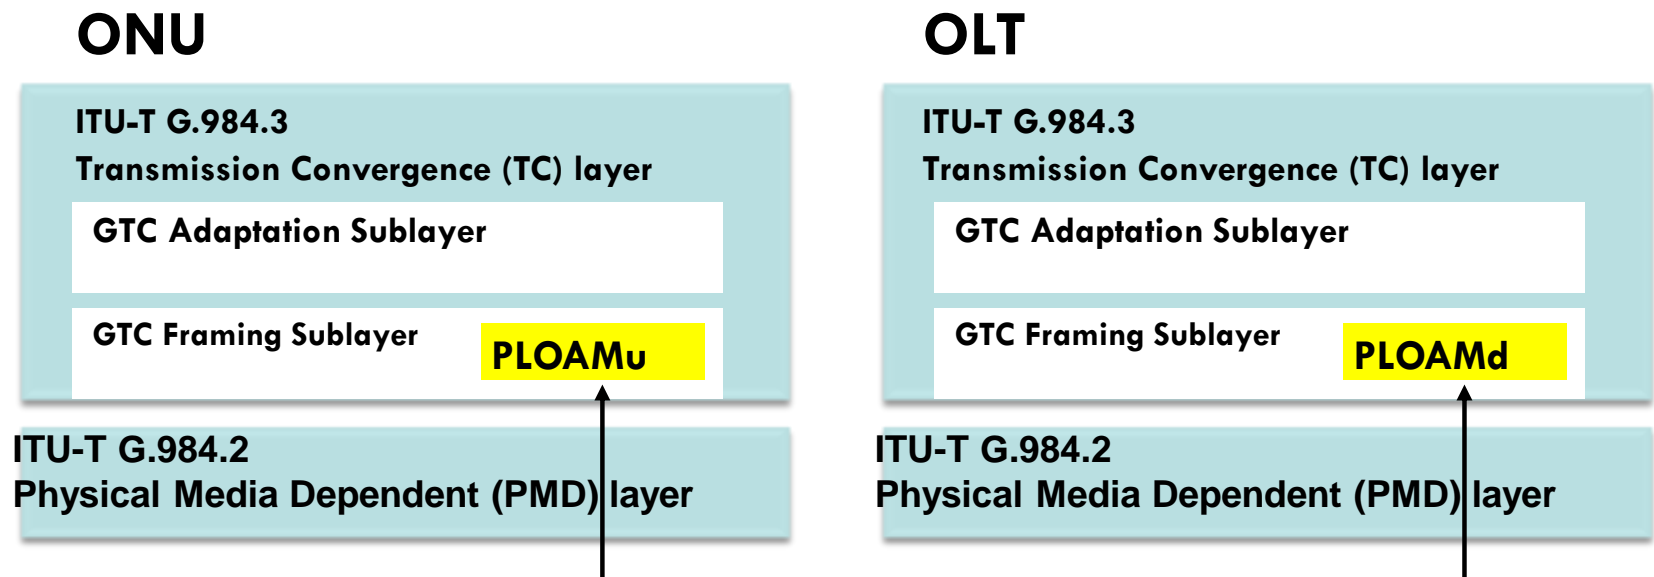 ONU
ITU-T G.984.3
Transmission Convergence (TC) layer
GTC Adaptation Sublayer
GTC Framing Sublayer
PLOAMu
ITU-T G.984.2
Physical Media Dependent (PMD) layer
OLT
ITU-T G.984.3
Transmission Convergence (TC) layer
GTC Adaptation Sublayer
GTC Framing Sublayer
PLOAMd
ITU-T G.984.2
Physical Media Dependent (PMD) layer